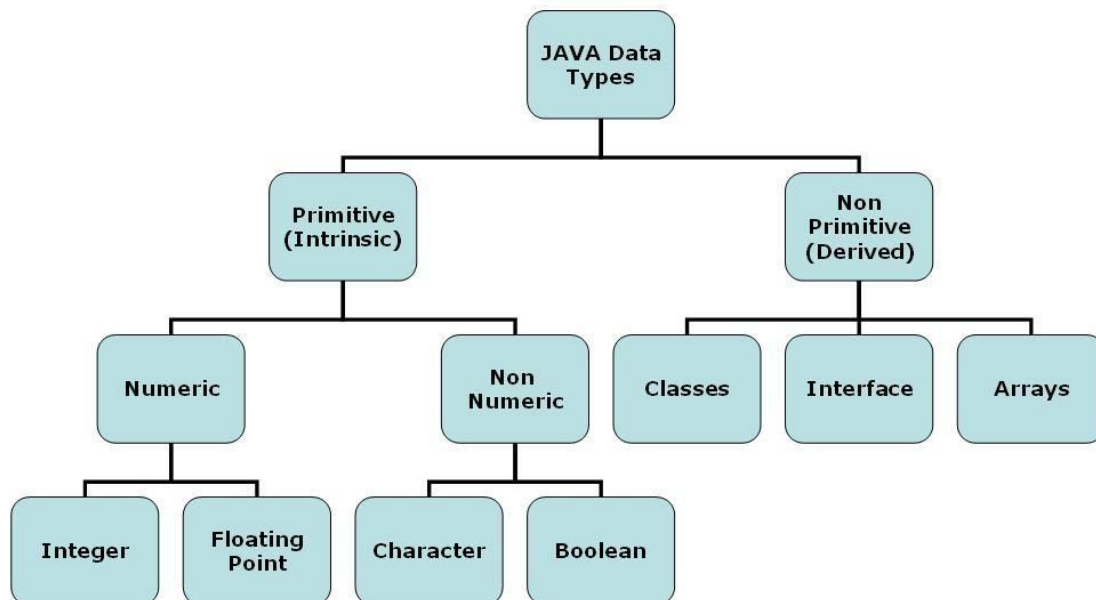 JAVA Data
Types
Primitive
(Intrinsic)
Non
Primitive
(Derived)
Numeric
Non
Numeric
Classes
Interface
Arrays
Integer
Floating
Point
Character
Boolean